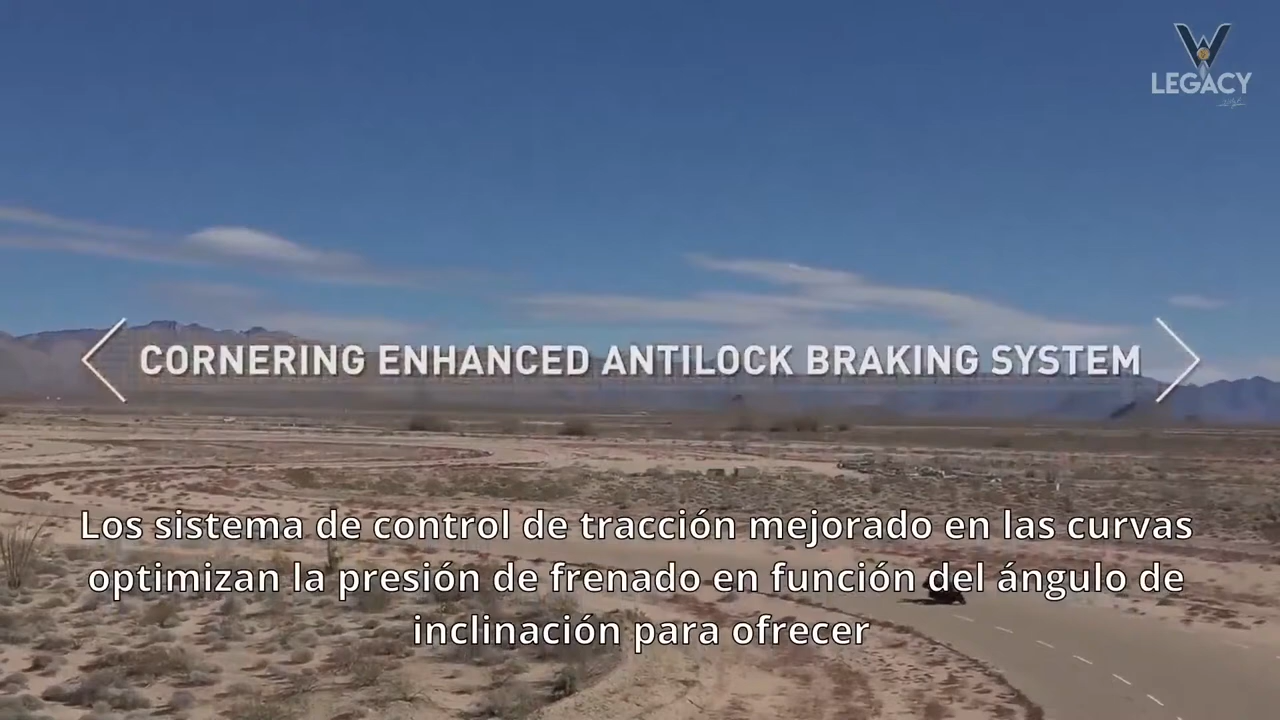 W
LEGACY
CORNERING ENHANCED ANTILOCK BRAKING SYSTEM
Los sistema de control de tracción mejorado en las curvas
optimizan la presión de frenado en función del ángulo de
inclinación para ofrecer